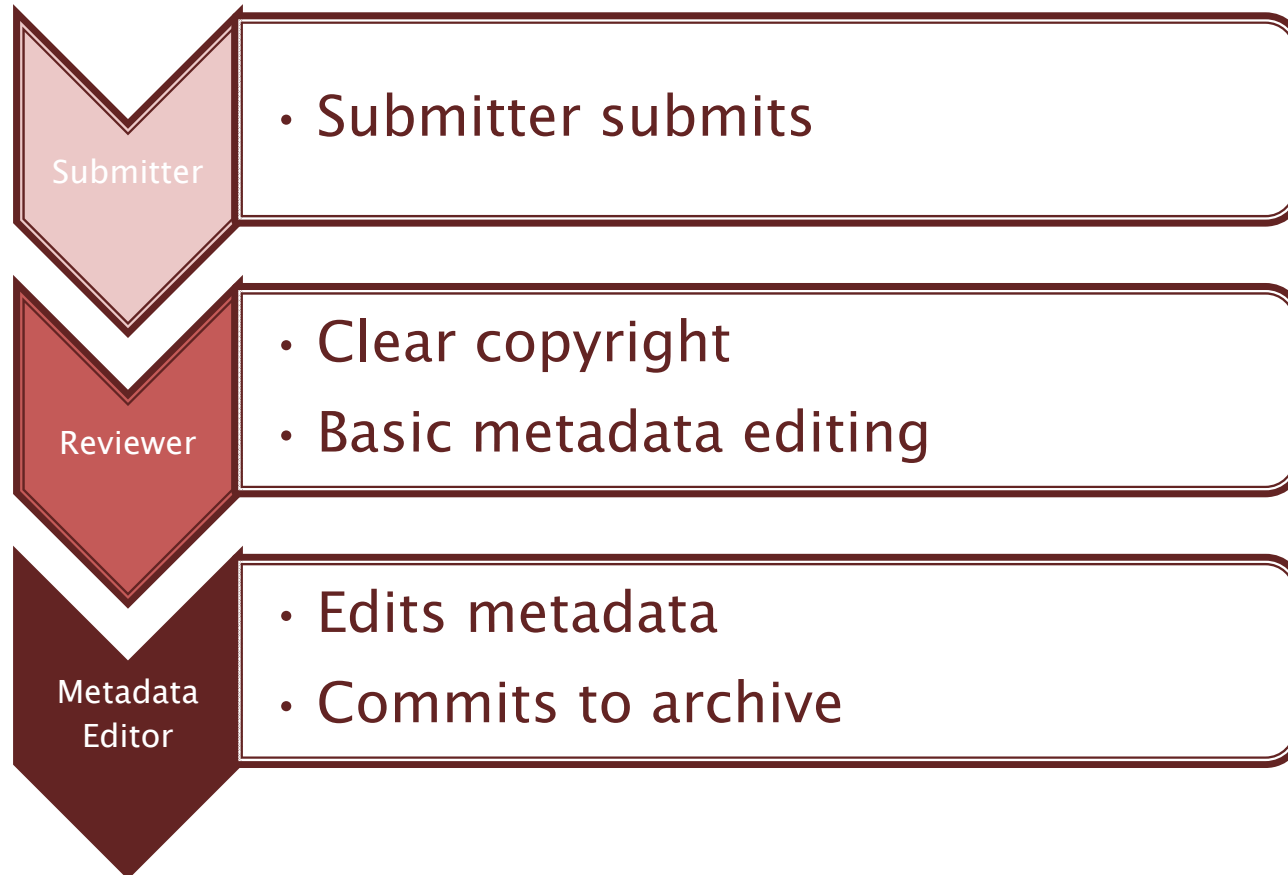 Submitter
• Submitter submits
Reviewer
• Clear copyright
• Basic metadata editing
Metadata
Editor
• Edits metadata
• Commits to archive